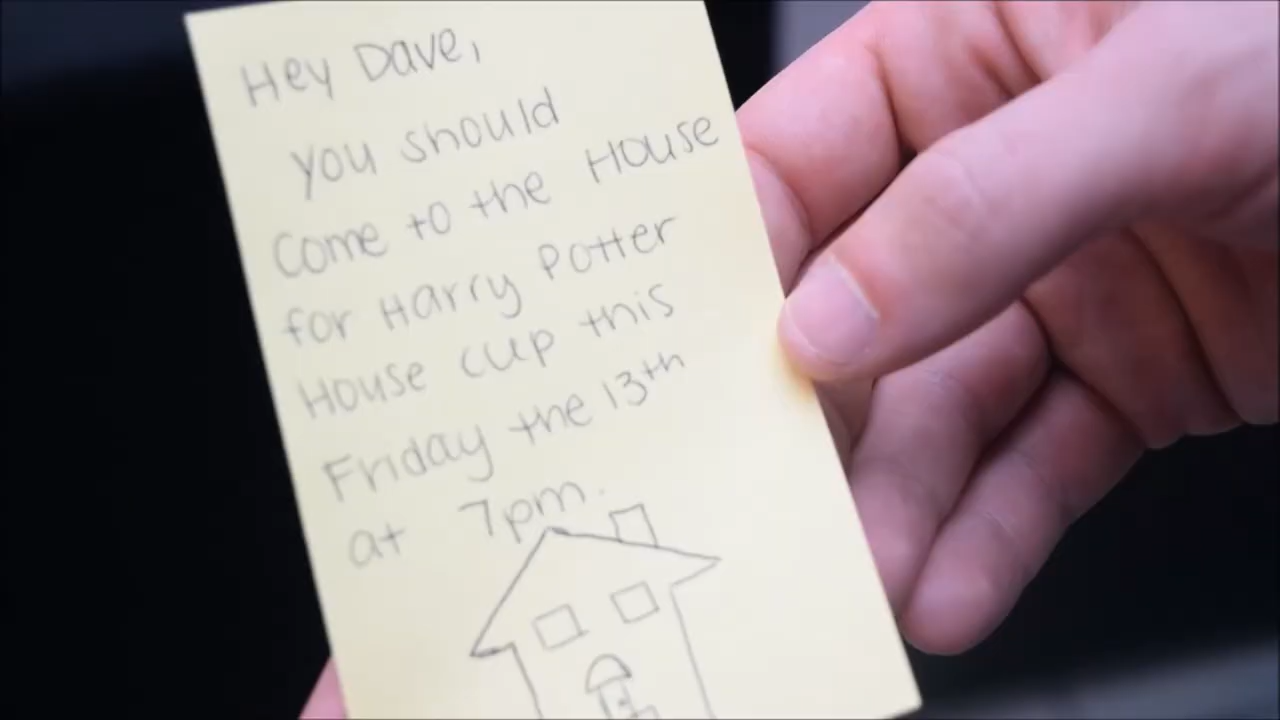 Hey Dave,
you should
Come to the House
for Harry Potter
House cup this
Friday the 13th
at 7pm.